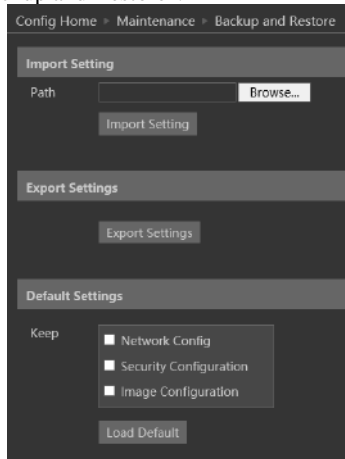 Config Home ▸ Maintenance ▸ Backup and Restore
Import Setting
Path Browse...
Import Setting
Export Settings
Export Settings
Default Settings
Keep
Network Config
Security Configuration
Image Configuration
Load Default